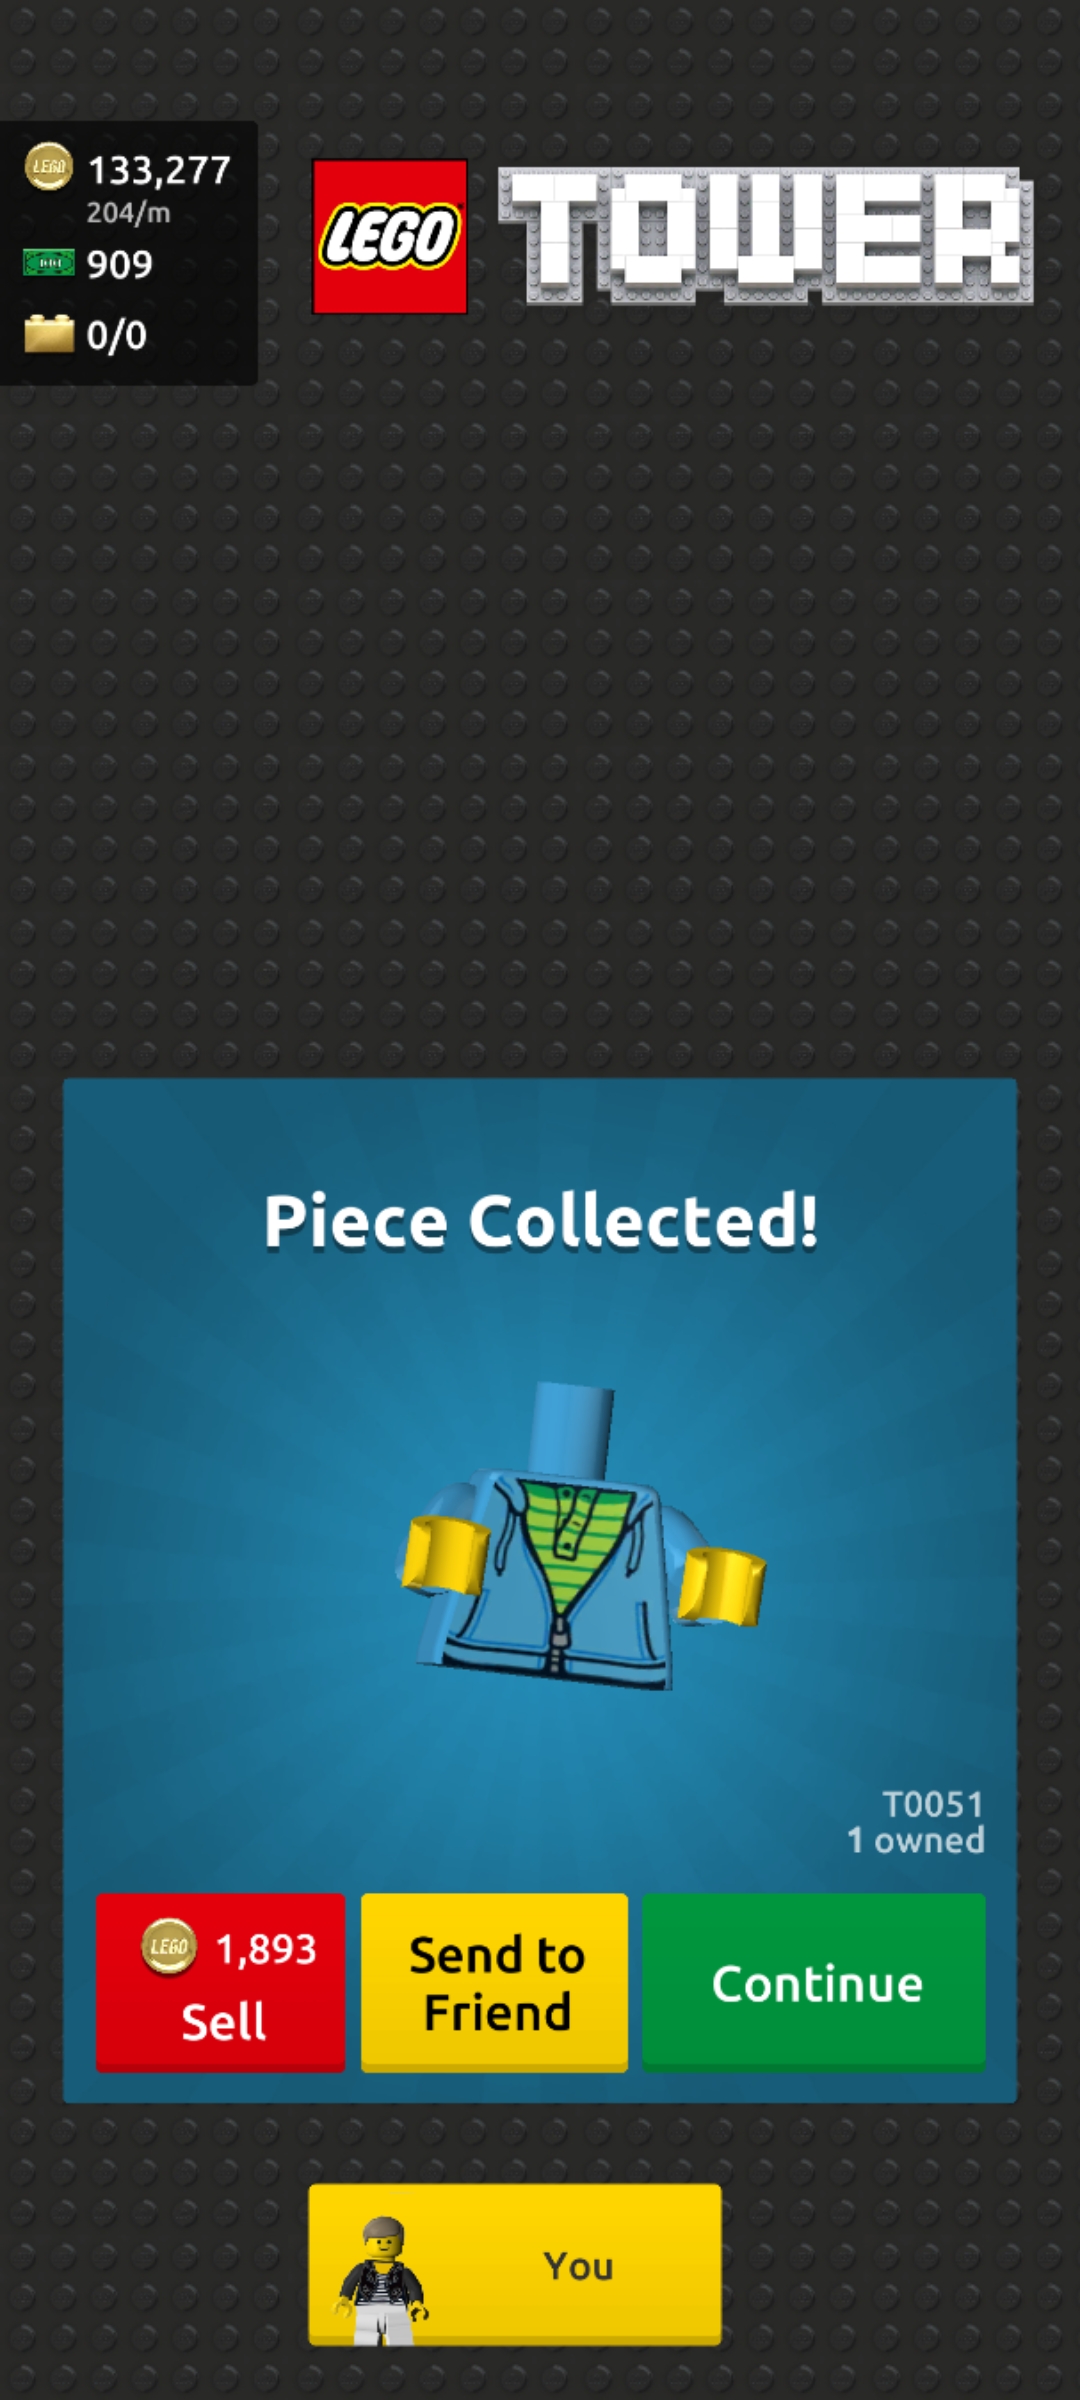 LEGO 133,277
204/m
909
0/0
LEGO TOWER
Piece Collected!
T0051
1 owned
LEGO 1,893
Sell
Send to
Friend
Continue
You